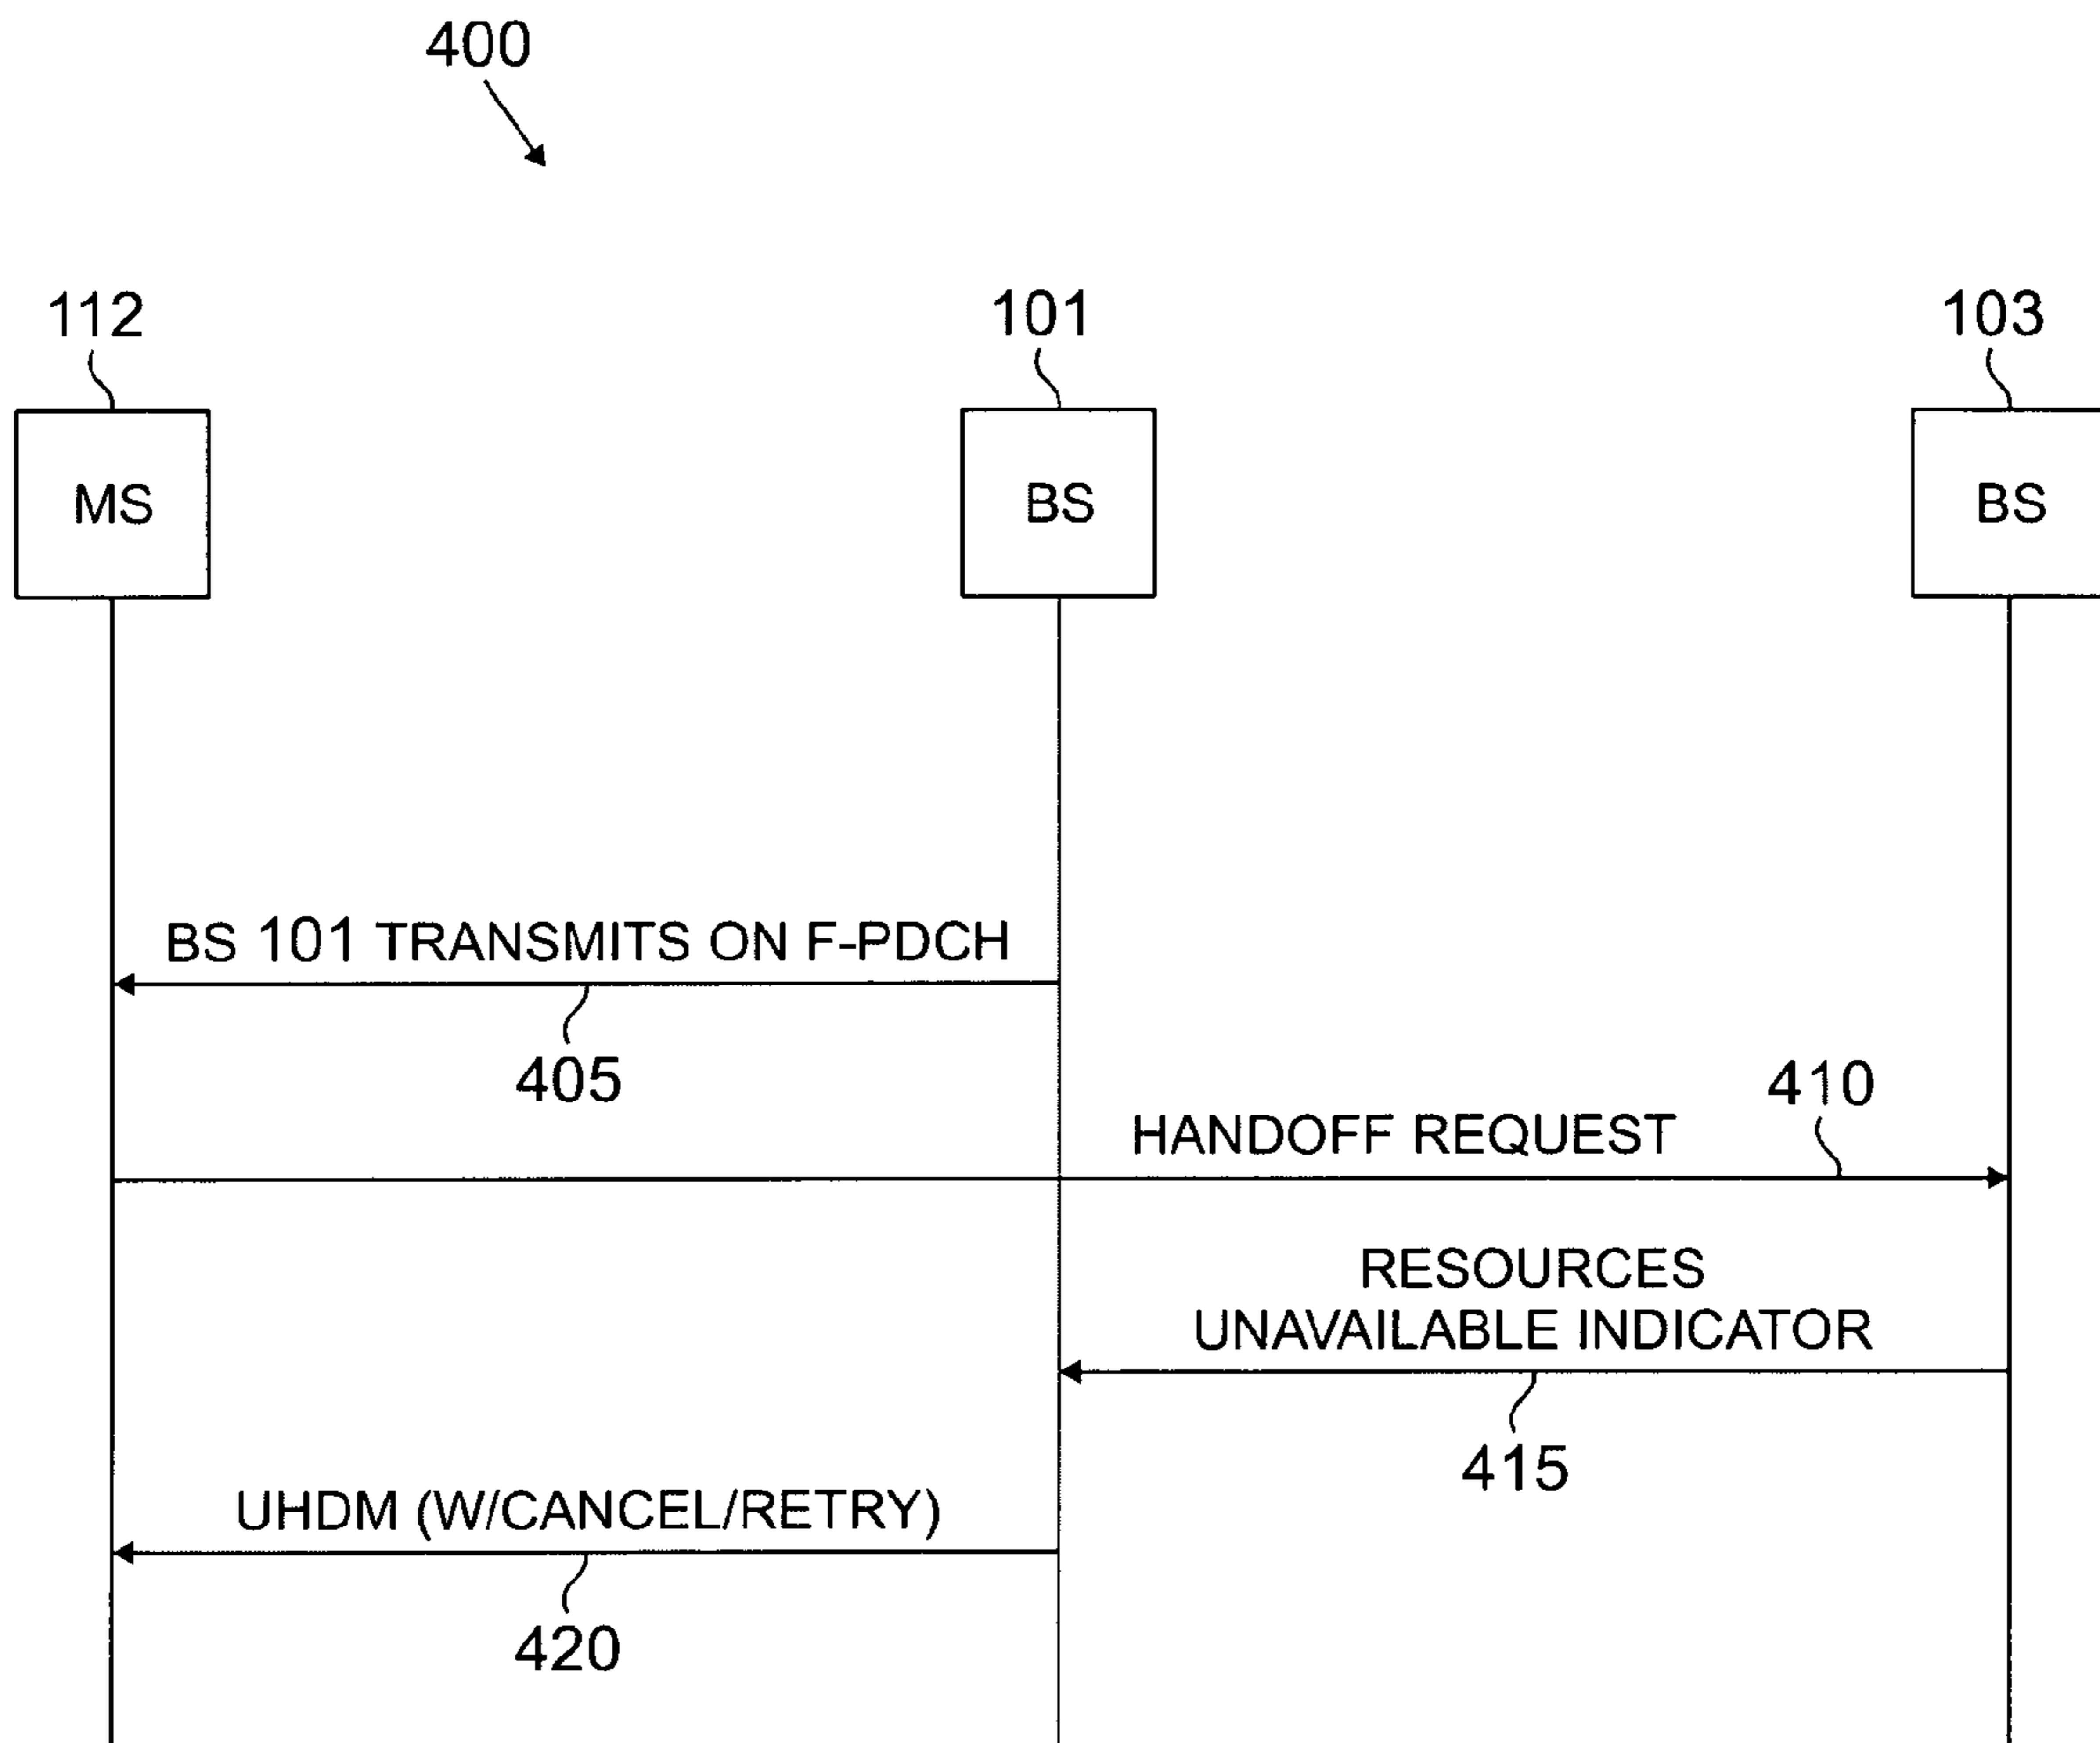 400
112
101
103
MS
BS
BS
BS 101 TRANSMITS ON F-PDCH
405
410
HANDOFF REQUEST
RESOURCES
UNAVAILABLE INDICATOR
415
UHDM (W/CANCEL/RETRY)
420